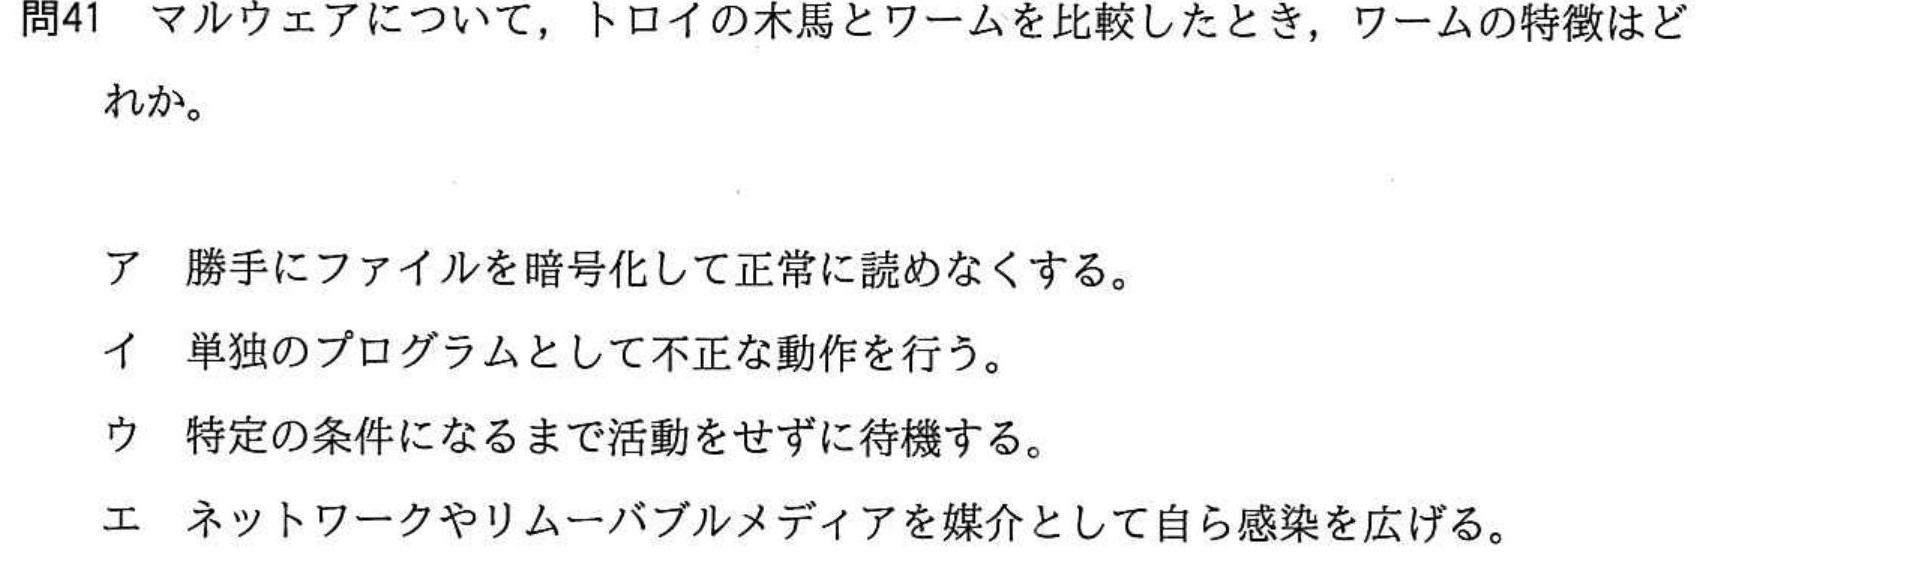 問41 マルウェアについて，トロイの木馬とワームを比較したとき，ワームの特徴はど
れか。
ア 勝手にファイルを暗号化して正常に読めなくする。
イ 単独のプログラムとして不正な動作を行う。
ウ 特定の条件になるまで活動をせずに待機する。
エ ネットワークやリムーバブルメディアを媒介として自ら感染を広げる。